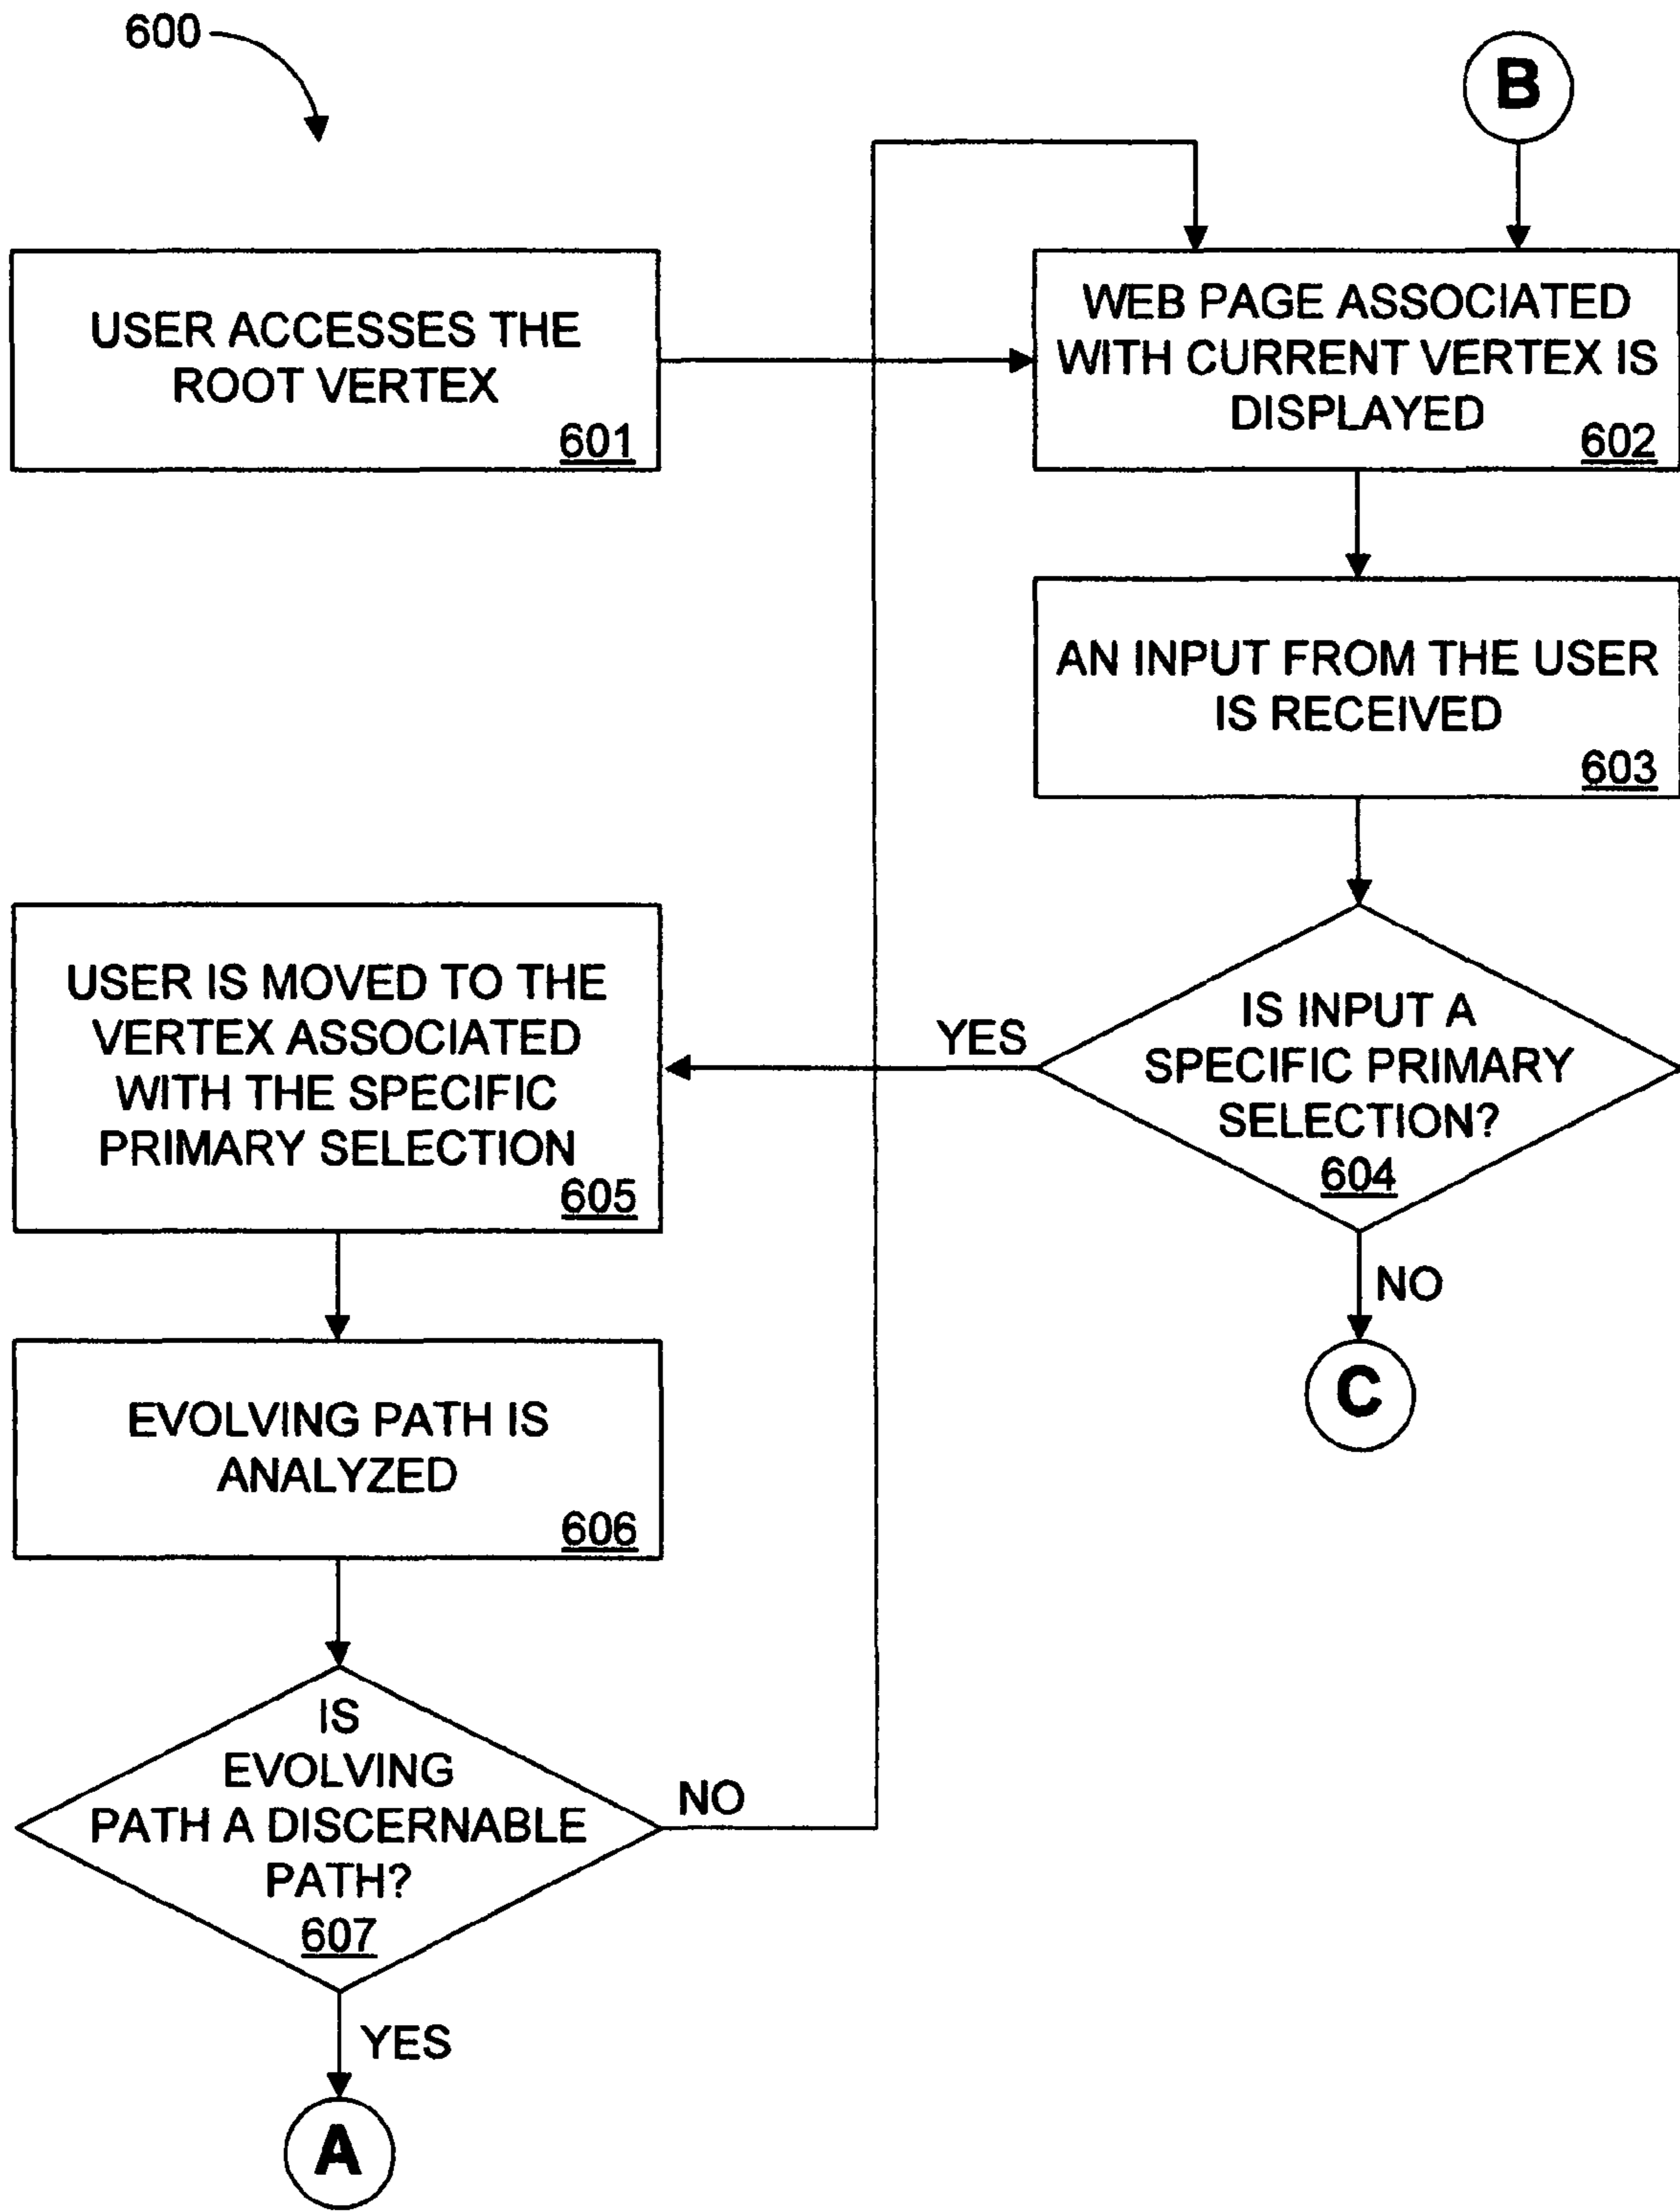 600
B
USER ACCESSES THE
ROOT VERTEX
601
WEB PAGE ASSOCIATED
WITH CURRENT VERTEX IS
DISPLAYED
602
AN INPUT FROM THE USER
IS RECEIVED
603
IS INPUT A
SPECIFIC PRIMARY
SELECTION?
604
YES
NO
C
USER IS MOVED TO THE
VERTEX ASSOCIATED
WITH THE SPECIFIC
PRIMARY SELECTION
605
EVOLVING PATH IS
ANALYZED
606
IS
EVOLVING
PATH A DISCERNABLE
PATH?
607
NO
YES
A